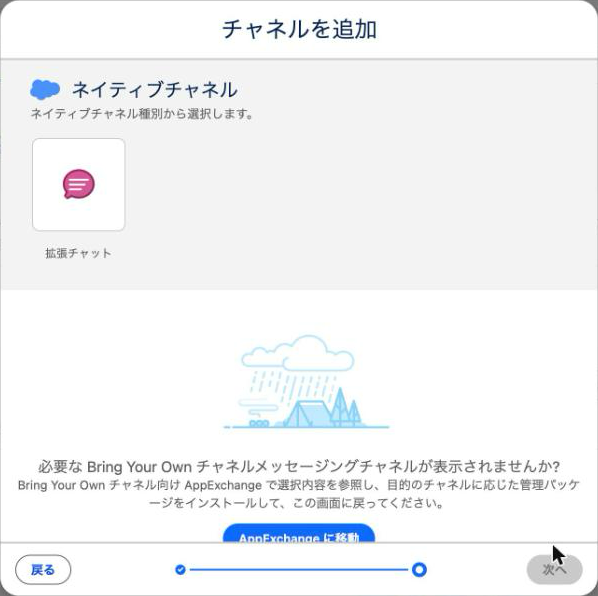 チャネルを追加
ネイティブチャネル
ネイティブチャネル種別から選択します。
拡張チャット
必要な Bring Your Own チャネルメッセージングチャネルが表示されませんか?
Bring Your Own チャネル向け AppExchange で選択内容を参照し、目的のチャネルに応じた管理パッケ
ージをインストールして、この画面に戻ってください。
AppExchange に移動
戻る
次へ